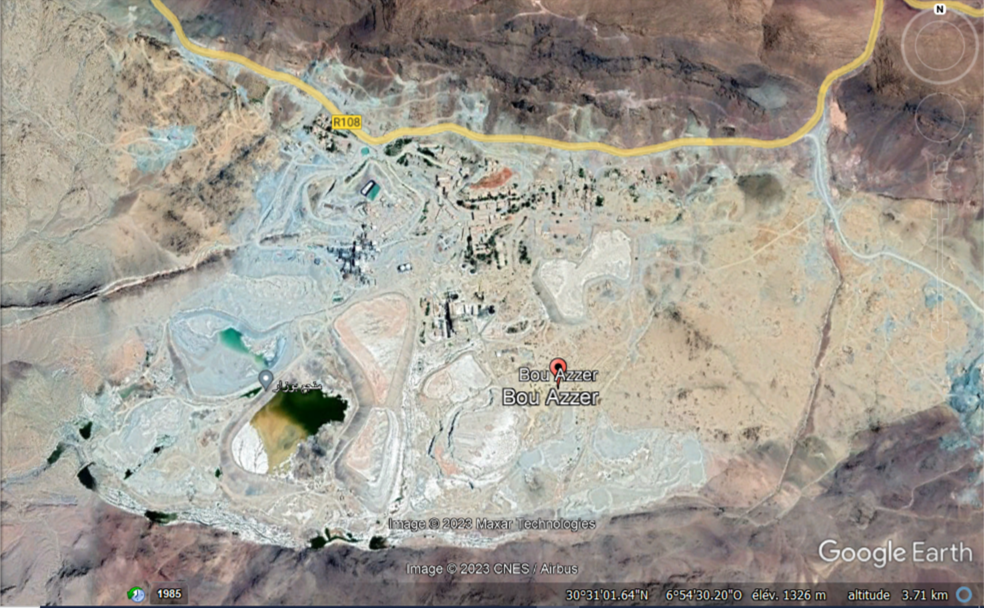 N
R108
Bou Azzer
Bou Azzer
Image © 2023 Maxar Technologies
Google Earth
Image © 2023 CNES / Airbus
1985
30°31'01.64"N 6°54'30.20"O élév. 1326 m altitude 3.71 km